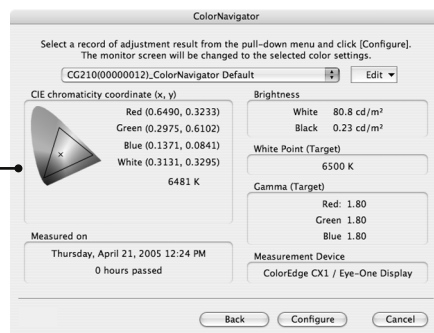 ColorNavigator
Select a record of adjustment result from the pull-down menu and click [Configure].
The monitor screen will be changed to the selected color settings.
CG210(00000012)_ColorNavigator Default
Edit
CIE chromaticity coordinate (x, y)
Red (0.6490, 0.3233)
Green (0.2975, 0.6102)
Blue (0.1371, 0.0841)
White (0.3131, 0.3295)
6481 K
Measured on
Thursday, April 21, 2005 12:24 PM
0 hours passed
Brightness
White 80.8 cd/m²
Black 0.23 cd/m²
White Point (Target)
6500 K
Gamma (Target)
Red: 1.80
Green 1.80
Blue 1.80
Measurement Device
ColorEdge CX1 / Eye-One Display
Back
Configure
Cancel